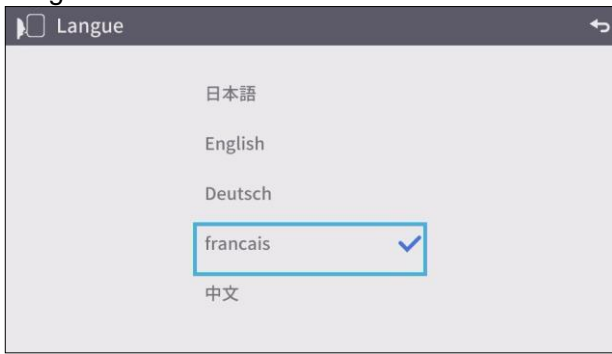 Langue
日本語
English
Deutsch
francais
中文